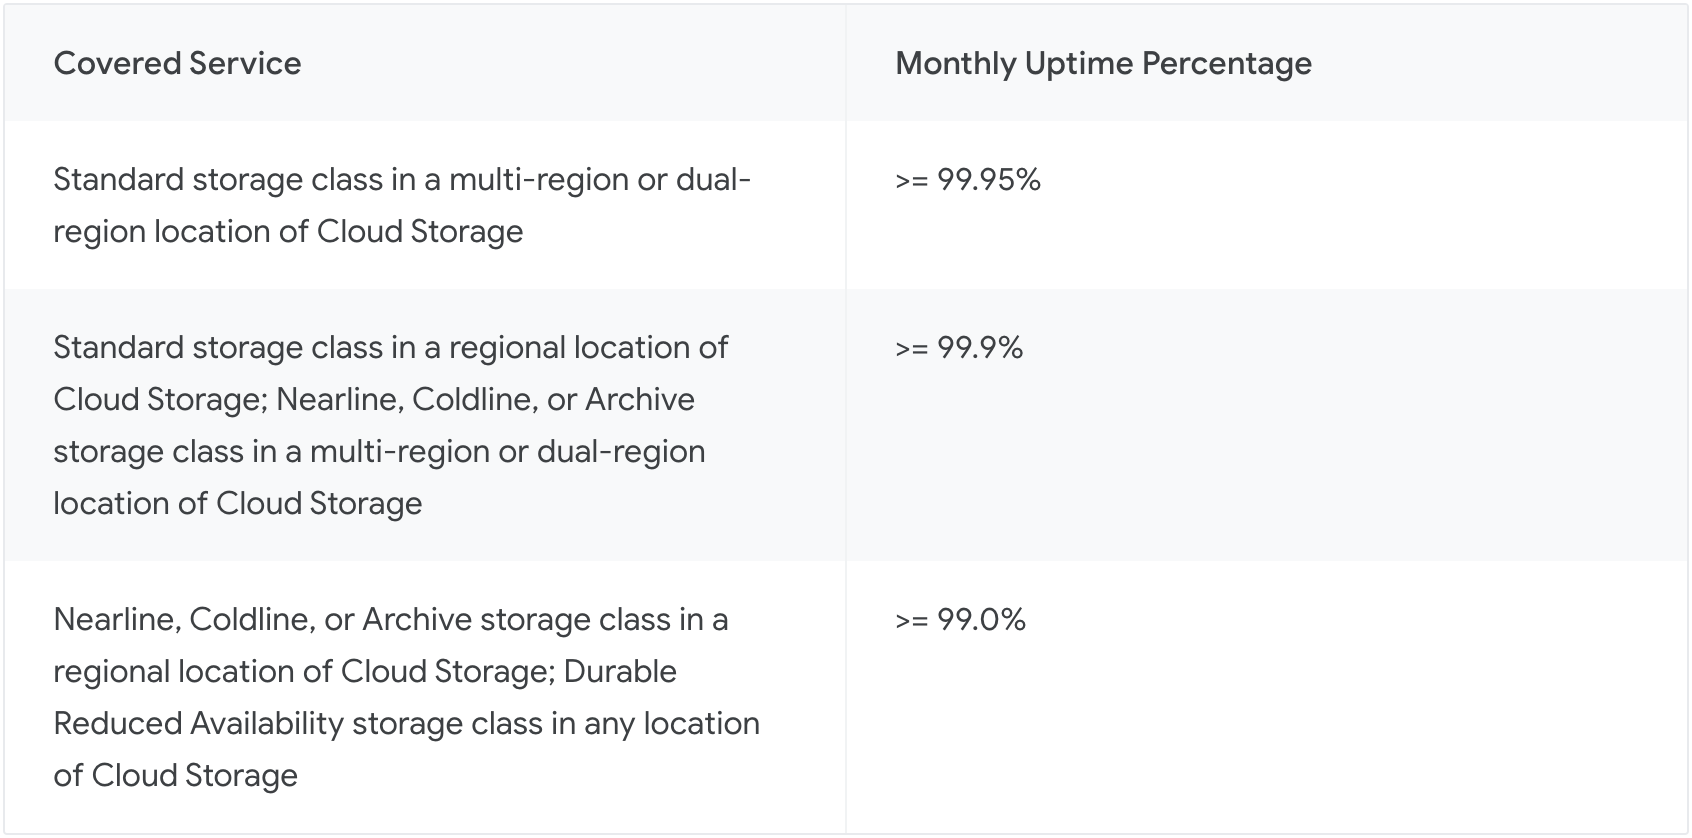 Covered Service
Monthly Uptime Percentage
Standard storage class in a multi-region or dual-
region location of Cloud Storage
>= 99.95%
Standard storage class in a regional location of
Cloud Storage; Nearline, Coldline, or Archive
storage class in a multi-region or dual-region
location of Cloud Storage
>= 99.9%
Nearline, Coldline, or Archive storage class in a
regional location of Cloud Storage; Durable
Reduced Availability storage class in any location
of Cloud Storage
>= 99.0%